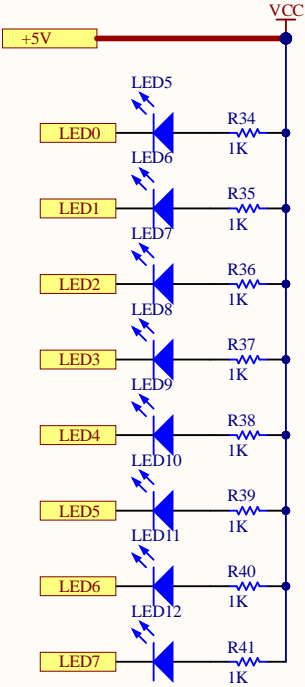 VCC
+5V
LED5
R34
LED0
1K
LED6
R35
LED1
1K
LED7
R36
LED2
1K
LED8
R37
LED3
1K
LED9
R38
LED4
1K
LED10
R39
LED5
1K
LED11
R40
LED6
1K
LED12
R41
LED7
1K